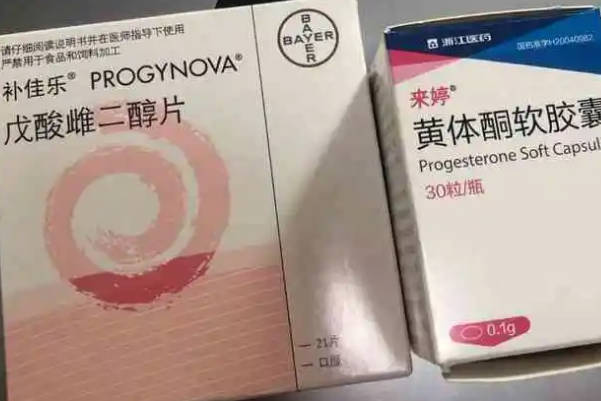 请仔细阅读说明书并在医师指导下使用
严禁用于食品和饲料加工
补佳乐® PROGYNOVA®
戊酸雌二醇片
BAYER
BAYER
21片
口服
浙江医药
国药准字H20040982
来婷®
黄体酮软胶囊
Progesterone Soft Capsul
30粒/瓶
0.1g